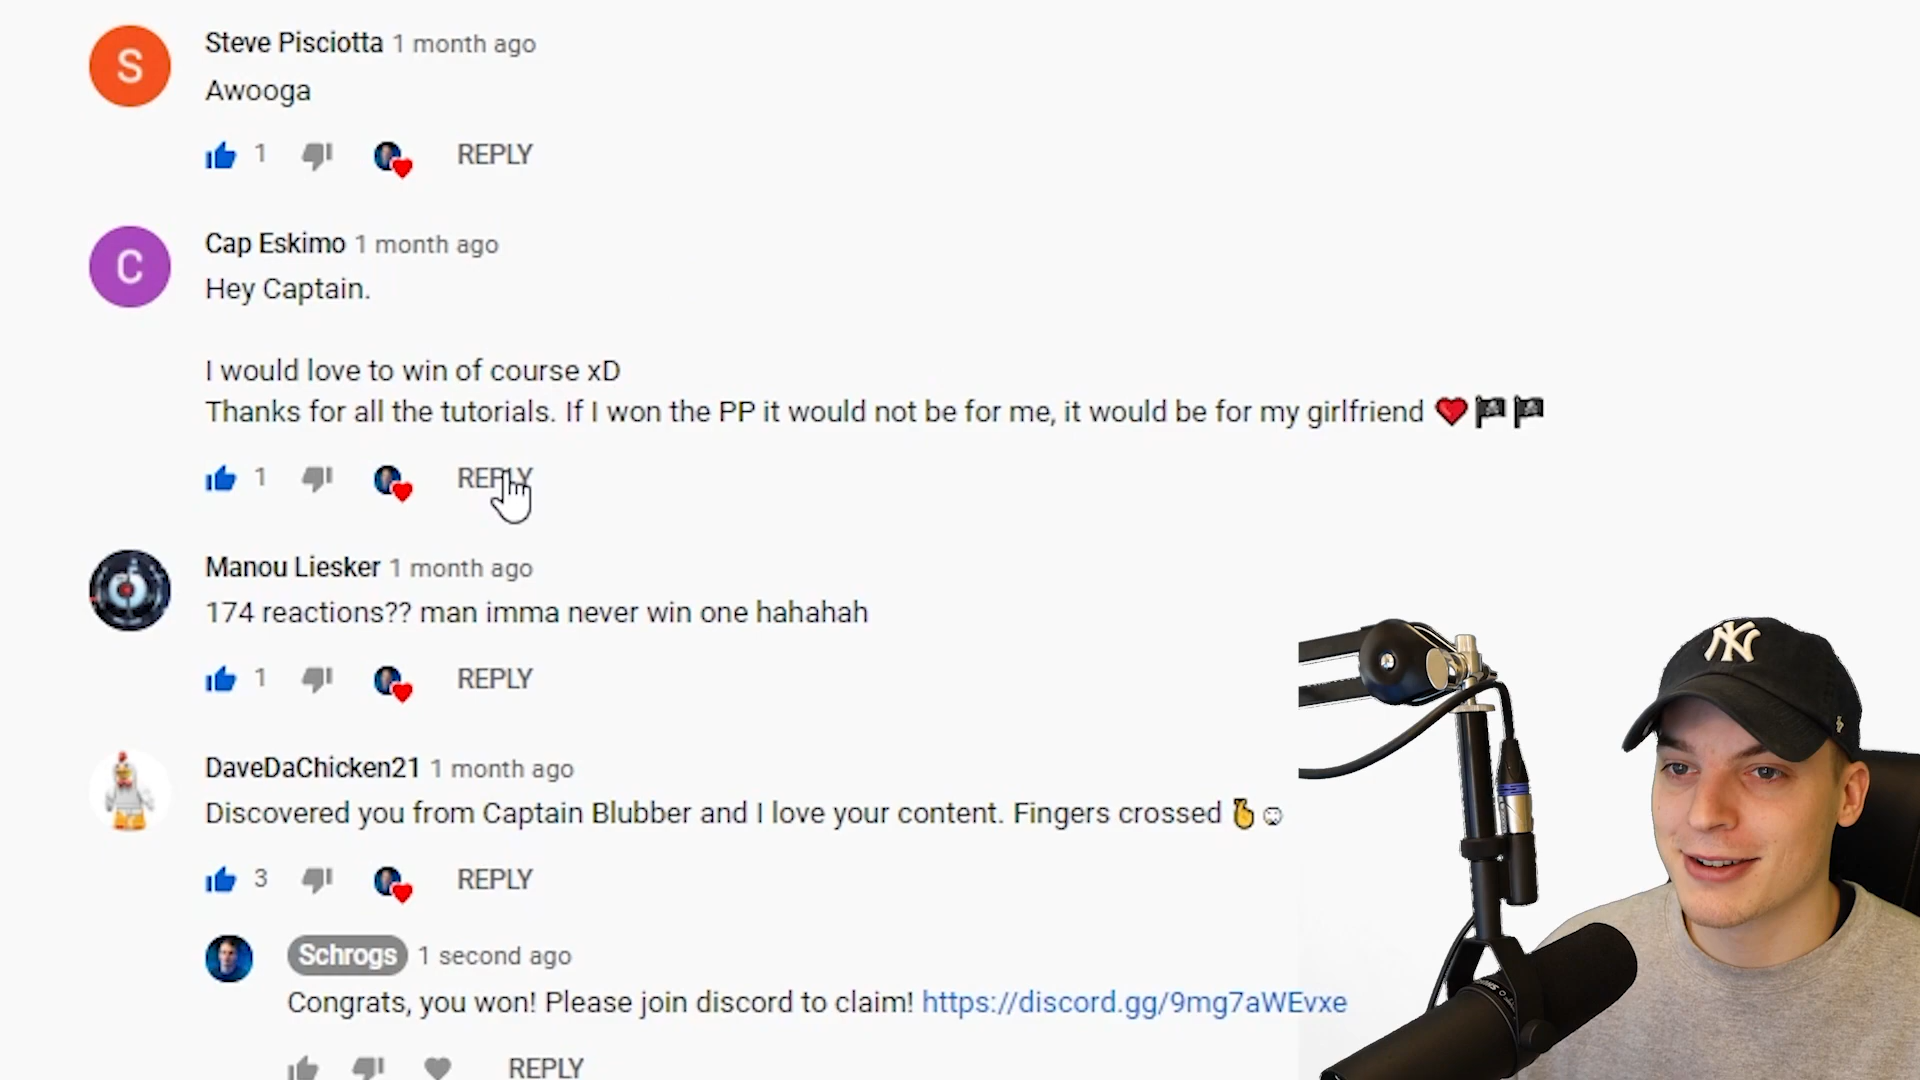 S
Steve Pisciotta 1 month ago
Awooga
1 REPLY
C
Cap Eskimo 1 month ago
Hey Captain.
I would love to win of course xD
Thanks for all the tutorials. If I won the PP it would not be for me, it would be for my girlfriend ❤️🏴‍☠️🏴‍☠️
1 REPLY
Manou Liesker 1 month ago
174 reactions?? man imma never win one hahahah
1 REPLY
DaveDaChicken21 1 month ago
Discovered you from Captain Blubber and I love your content. Fingers crossed 🤞☺
3 REPLY
Schrogs 1 second ago
Congrats, you won! Please join discord to claim! https://discord.gg/9mg7aWEvxe
REPLY
NY